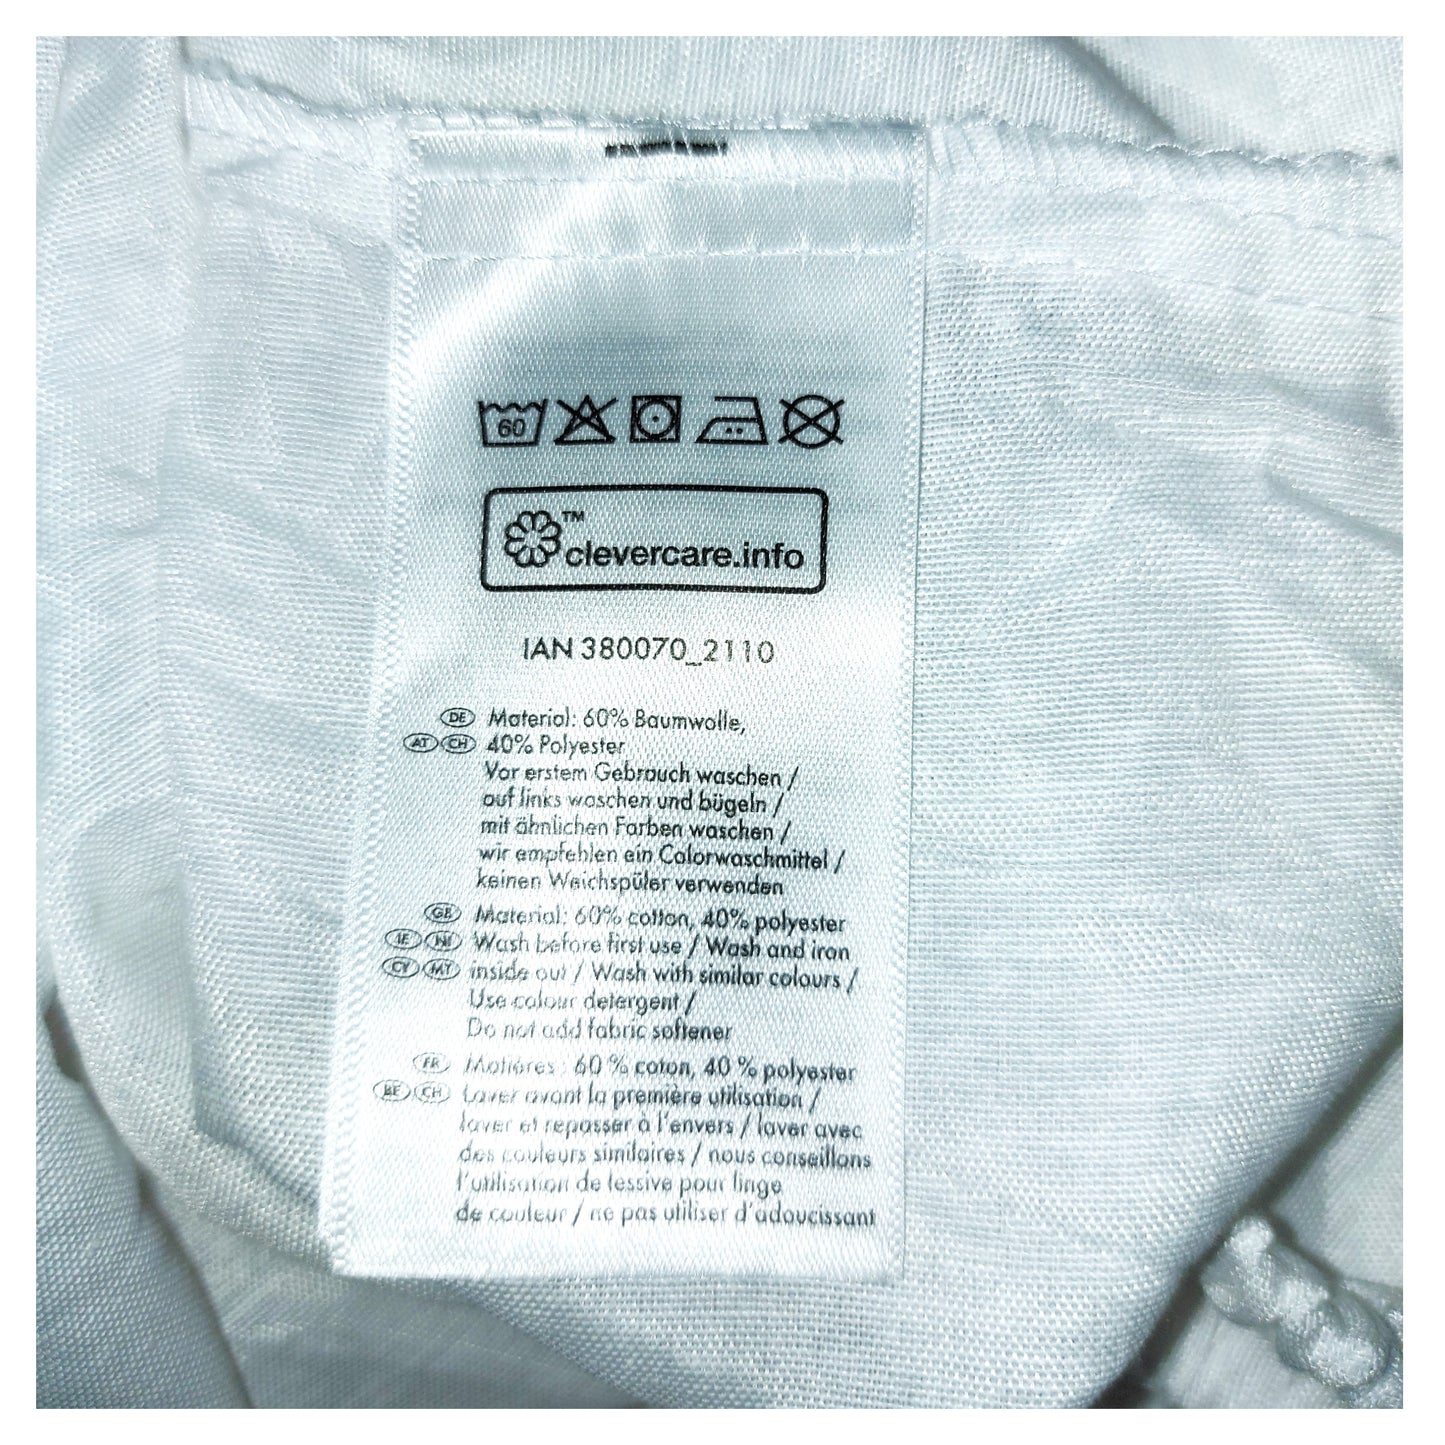 60
™
clevercare.info
IAN 380070_2110
DE Material: 60% Baumwolle,
AT CH 40% Polyester
Vor erstem Gebrauch waschen /
auf links waschen und bügeln /
mit ähnlichen Farben waschen /
wir empfehlen ein Colorwaschmittel /
keinen Weichspüler verwenden
GB Material: 60% cotton, 40% polyester
IE NI Wash before first use / Wash and iron
CY MT inside out / Wash with similar colours /
Use colour detergent /
Do not add fabric softener
FR Matières : 60 % coton, 40 % polyester
BE CH Laver avant la première utilisation /
laver et repasser à l'envers / laver avec
des couleurs similaires / nous conseillons
l'utilisation de lessive pour linge
de couleur / ne pas utiliser d'adoucissant